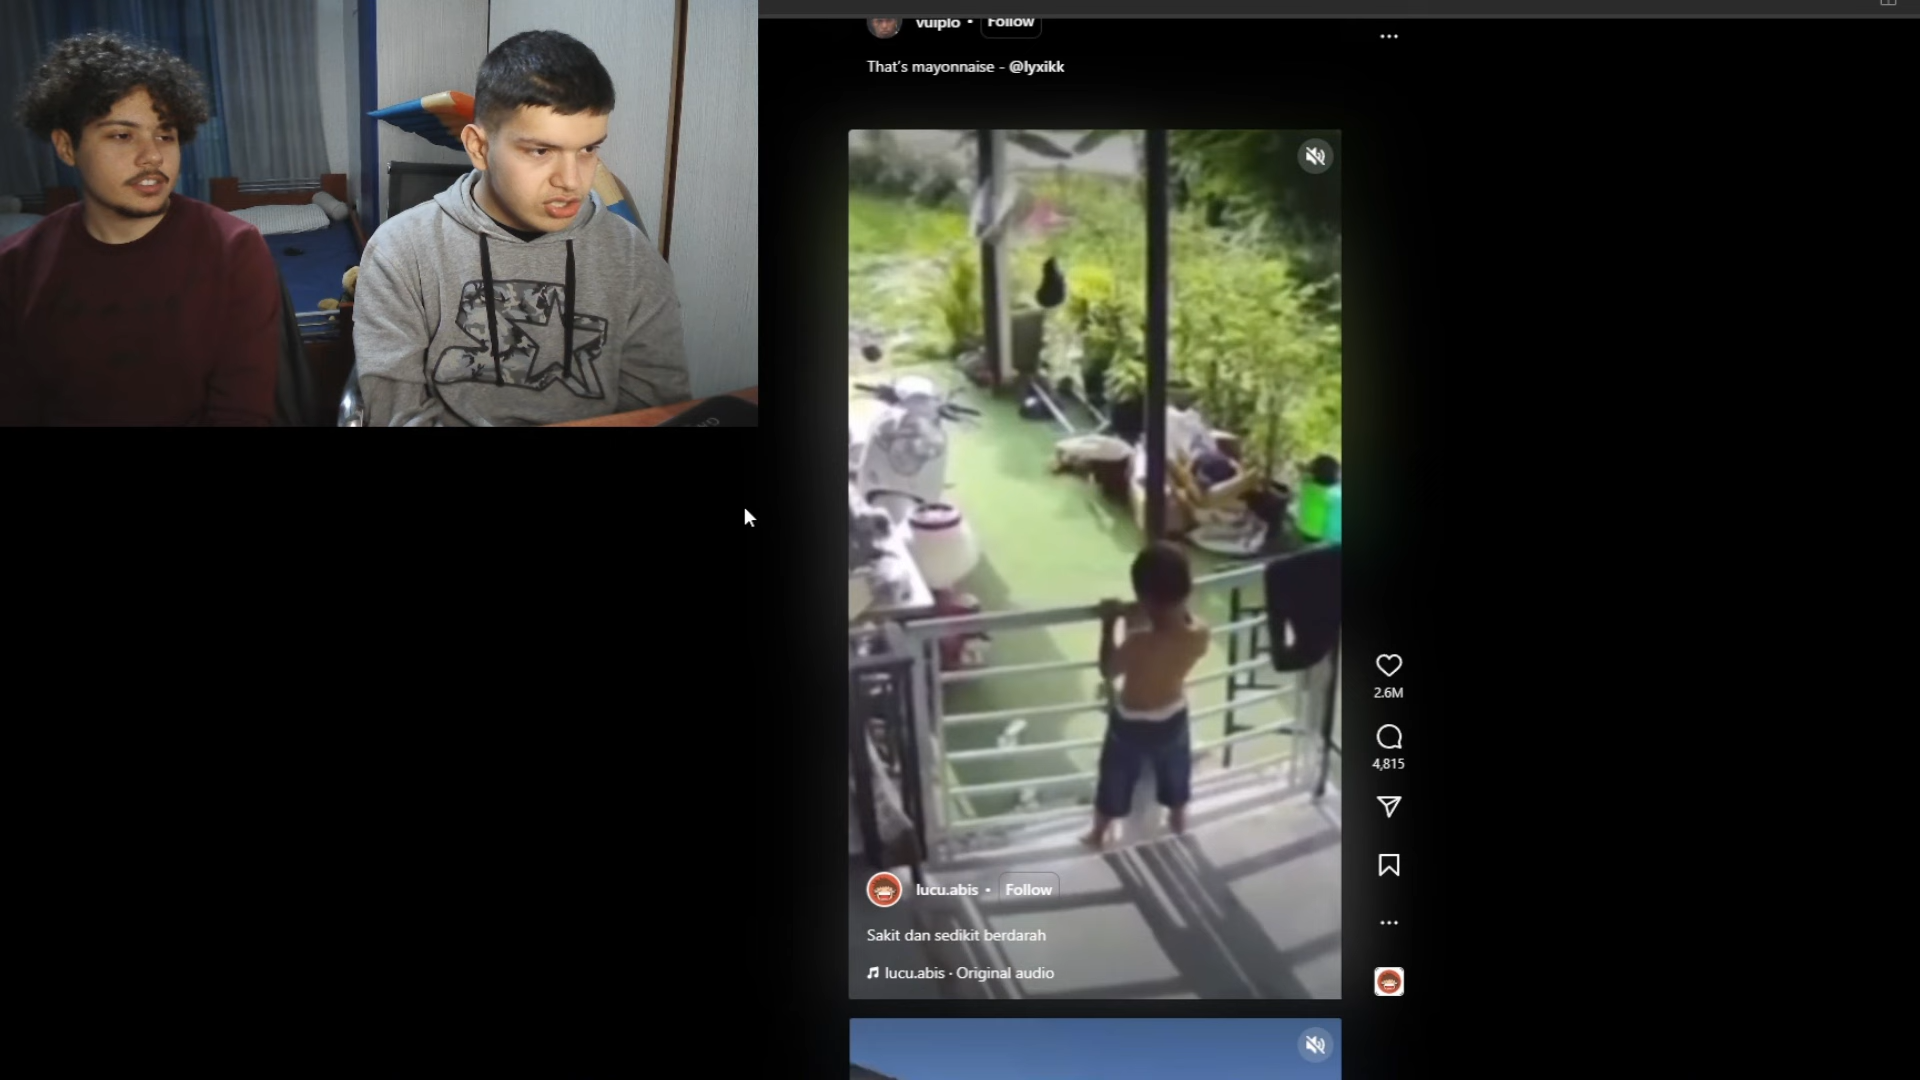 vuiplo • Follow
That's mayonnaise - @lyxikk
2.6M
4,815
lucu.abis • Follow
Sakit dan sedikit berdarah
lucu.abis · Original audio